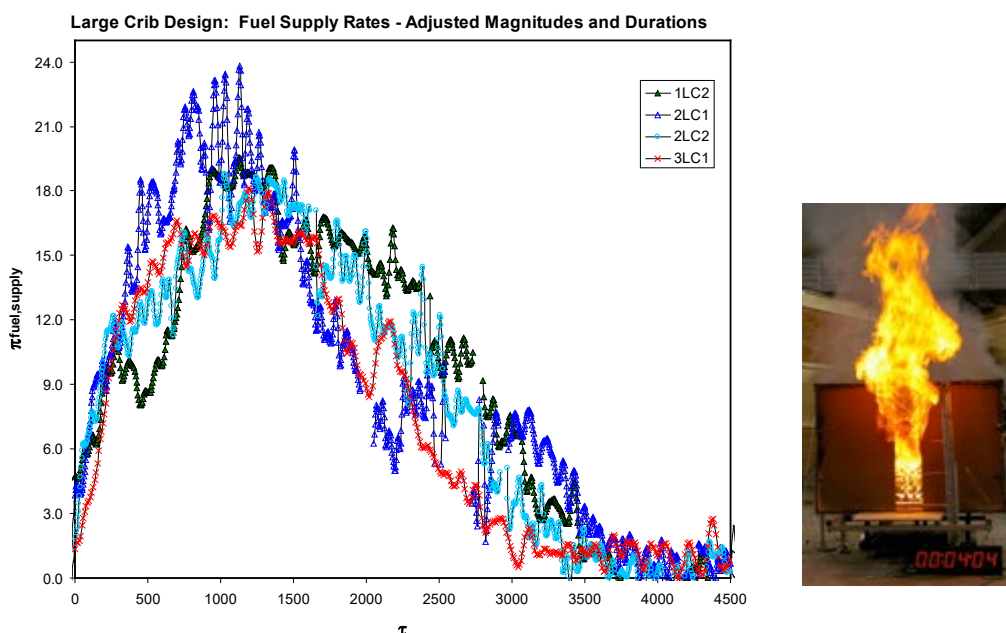 Large Crib Design: Fuel Supply Rates - Adjusted Magnitudes and Durations
24.0
21.0
18.0
15.0
12.0
9.0
6.0
3.0
0.0
πfuel,supply
1LC2
2LC1
2LC2
3LC1
0 500 1000 1500 2000 2500 3000 3500 4000 4500
τ
00:04:04